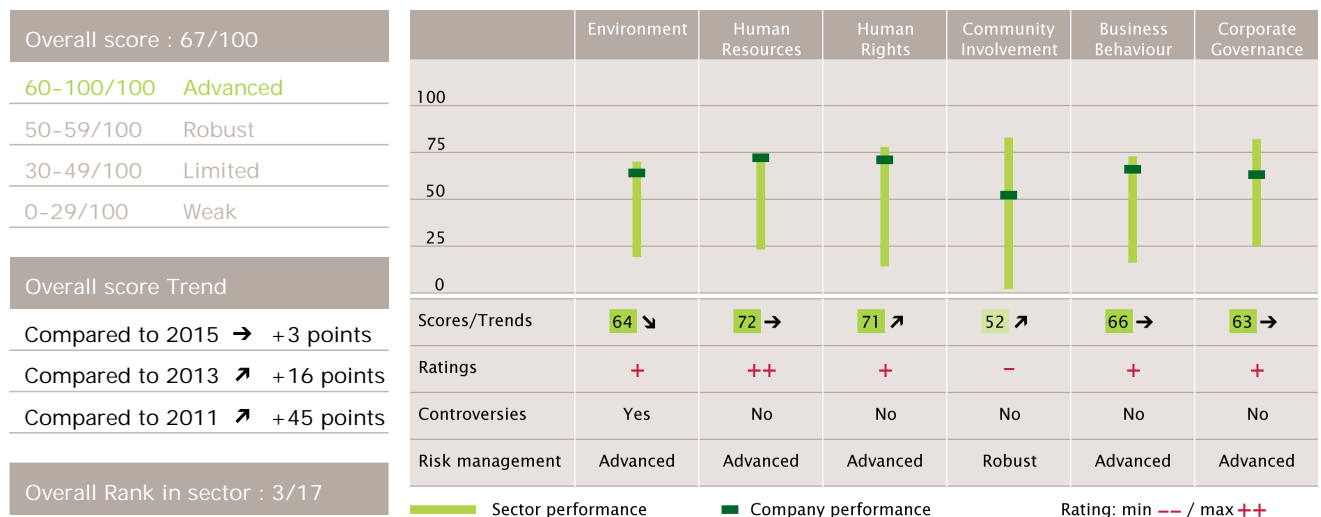 Overall score : 67/100
60-100/100 Advanced
50-59/100 Robust
30-49/100 Limited
0-29/100 Weak
Overall score Trend
Compared to 2015 → +3 points
Compared to 2013 ↗ +16 points
Compared to 2011 ↗ +45 points
Overall Rank in sector : 3/17
Environment
Human
Resources
Human
Rights
Community
Involvement
Business
Behaviour
Corporate
Governance
100
75
50
25
0
Scores/Trends 64 ↘ 72 → 71 ↗ 52 ↗ 66 → 63 →
Ratings + ++ + − + +
Controversies Yes No No No No No
Risk management Advanced Advanced Advanced Robust Advanced Advanced
Sector performance Company performance Rating: min −− / max ++